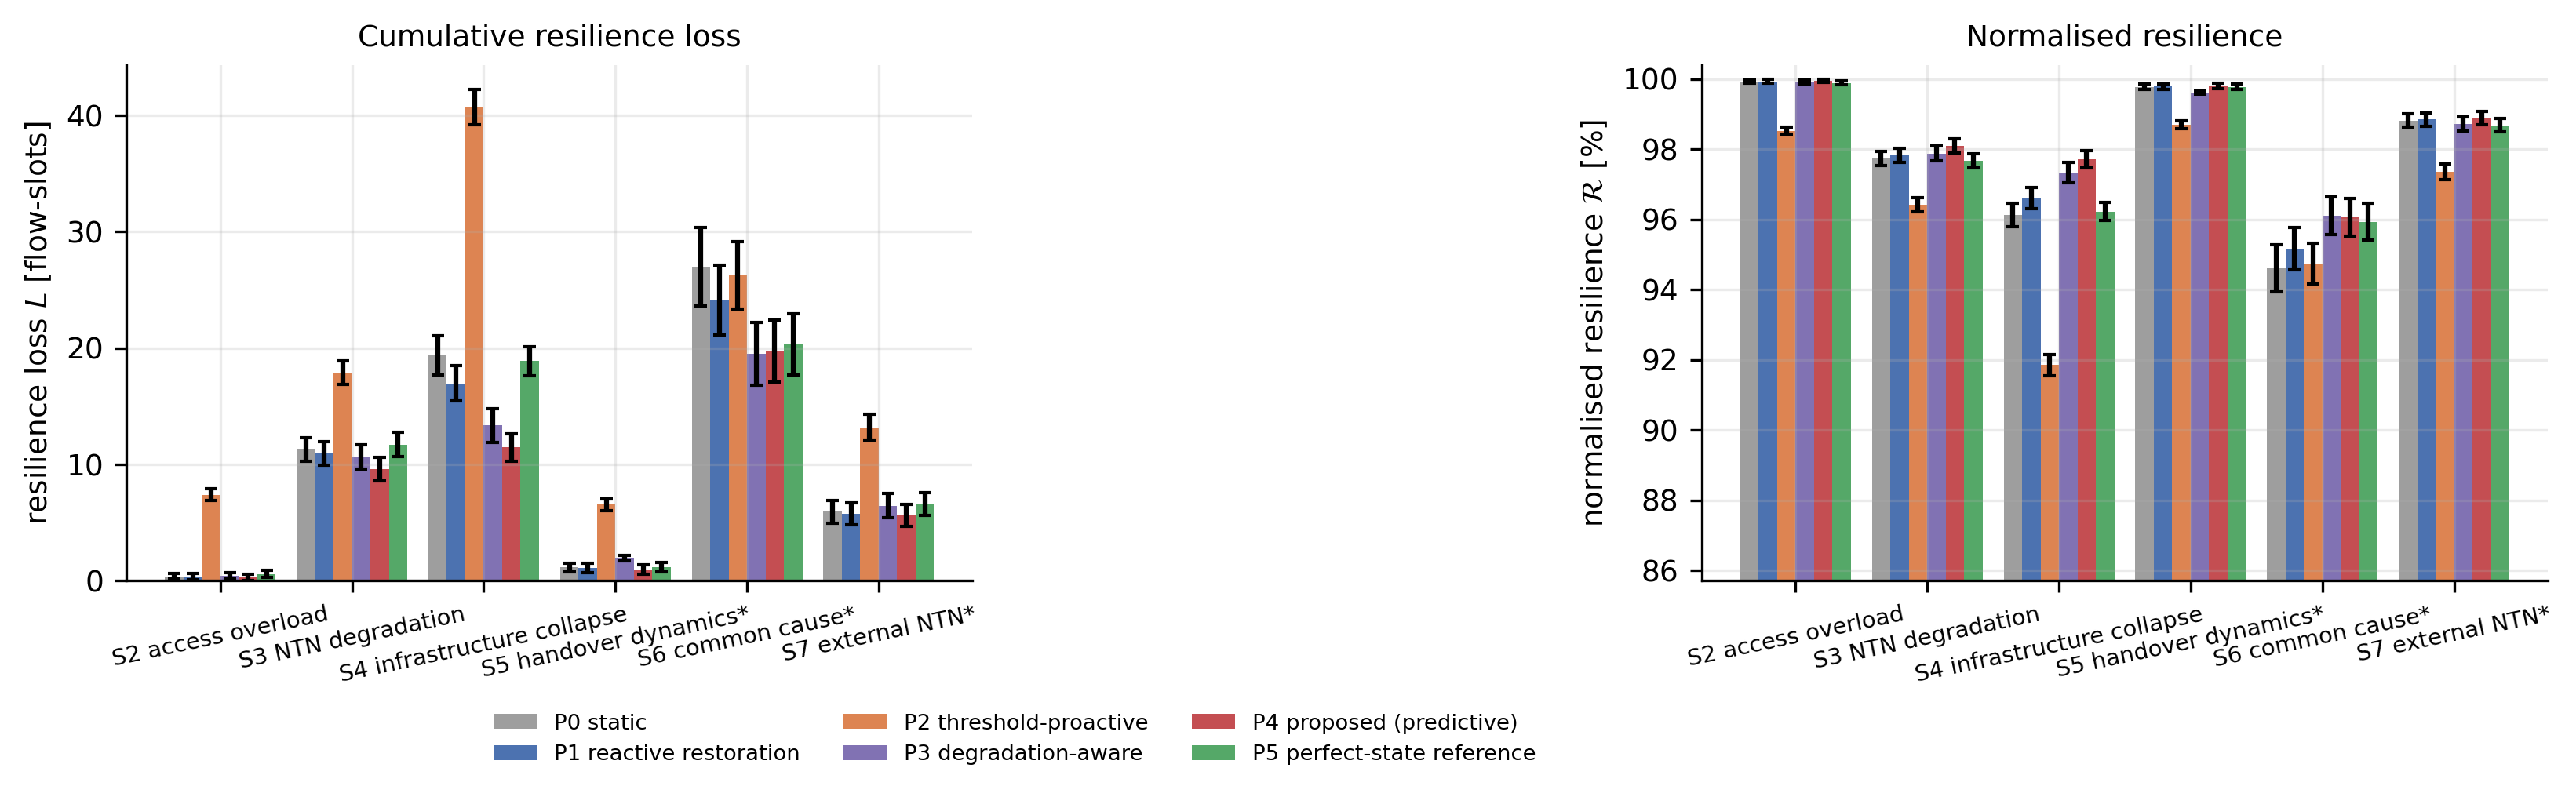 Cumulative resilience loss
resilience loss L [flow-slots]
40
30
20
10
0
S2 access overload
S3 NTN degradation
S4 infrastructure collapse
S5 handover dynamics*
S6 common cause*
S7 external NTN*
Normalised resilience
normalised resilience ℛ [%]
100
98
96
94
92
90
88
86
S2 access overload
S3 NTN degradation
S4 infrastructure collapse
S5 handover dynamics*
S6 common cause*
S7 external NTN*
P0 static
P1 reactive restoration
P2 threshold-proactive
P3 degradation-aware
P4 proposed (predictive)
P5 perfect-state reference